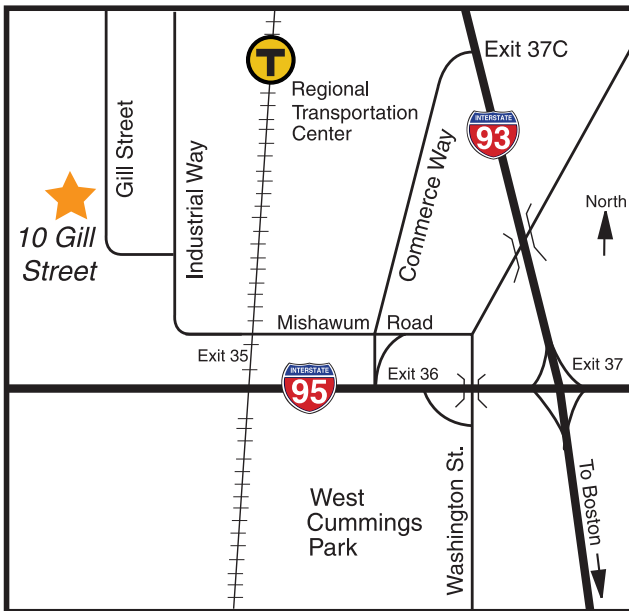 Exit 37C
T
Regional
Transportation
Center
INTERSTATE
93
Gill Street
Industrial Way
Commerce Way
North
10 Gill
Street
Mishawum Road
Exit 35
INTERSTATE
95
Exit 36
Exit 37
West
Cummings
Park
Washington St.
To Boston